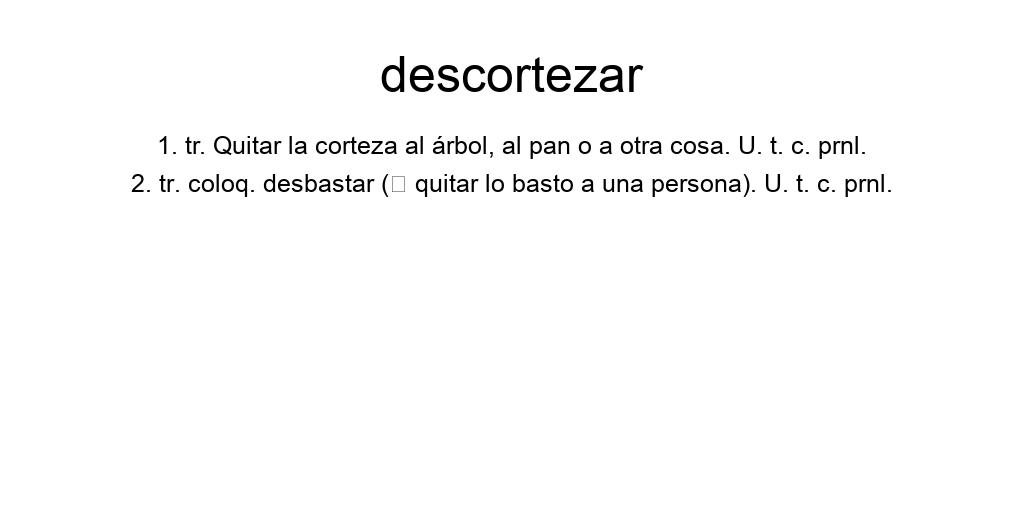 descortezar
1. tr. Quitar la corteza al árbol, al pan o a otra cosa. U. t. c. prnl.
2. tr. coloq. desbastar (□ quitar lo basto a una persona). U. t. c. prnl.